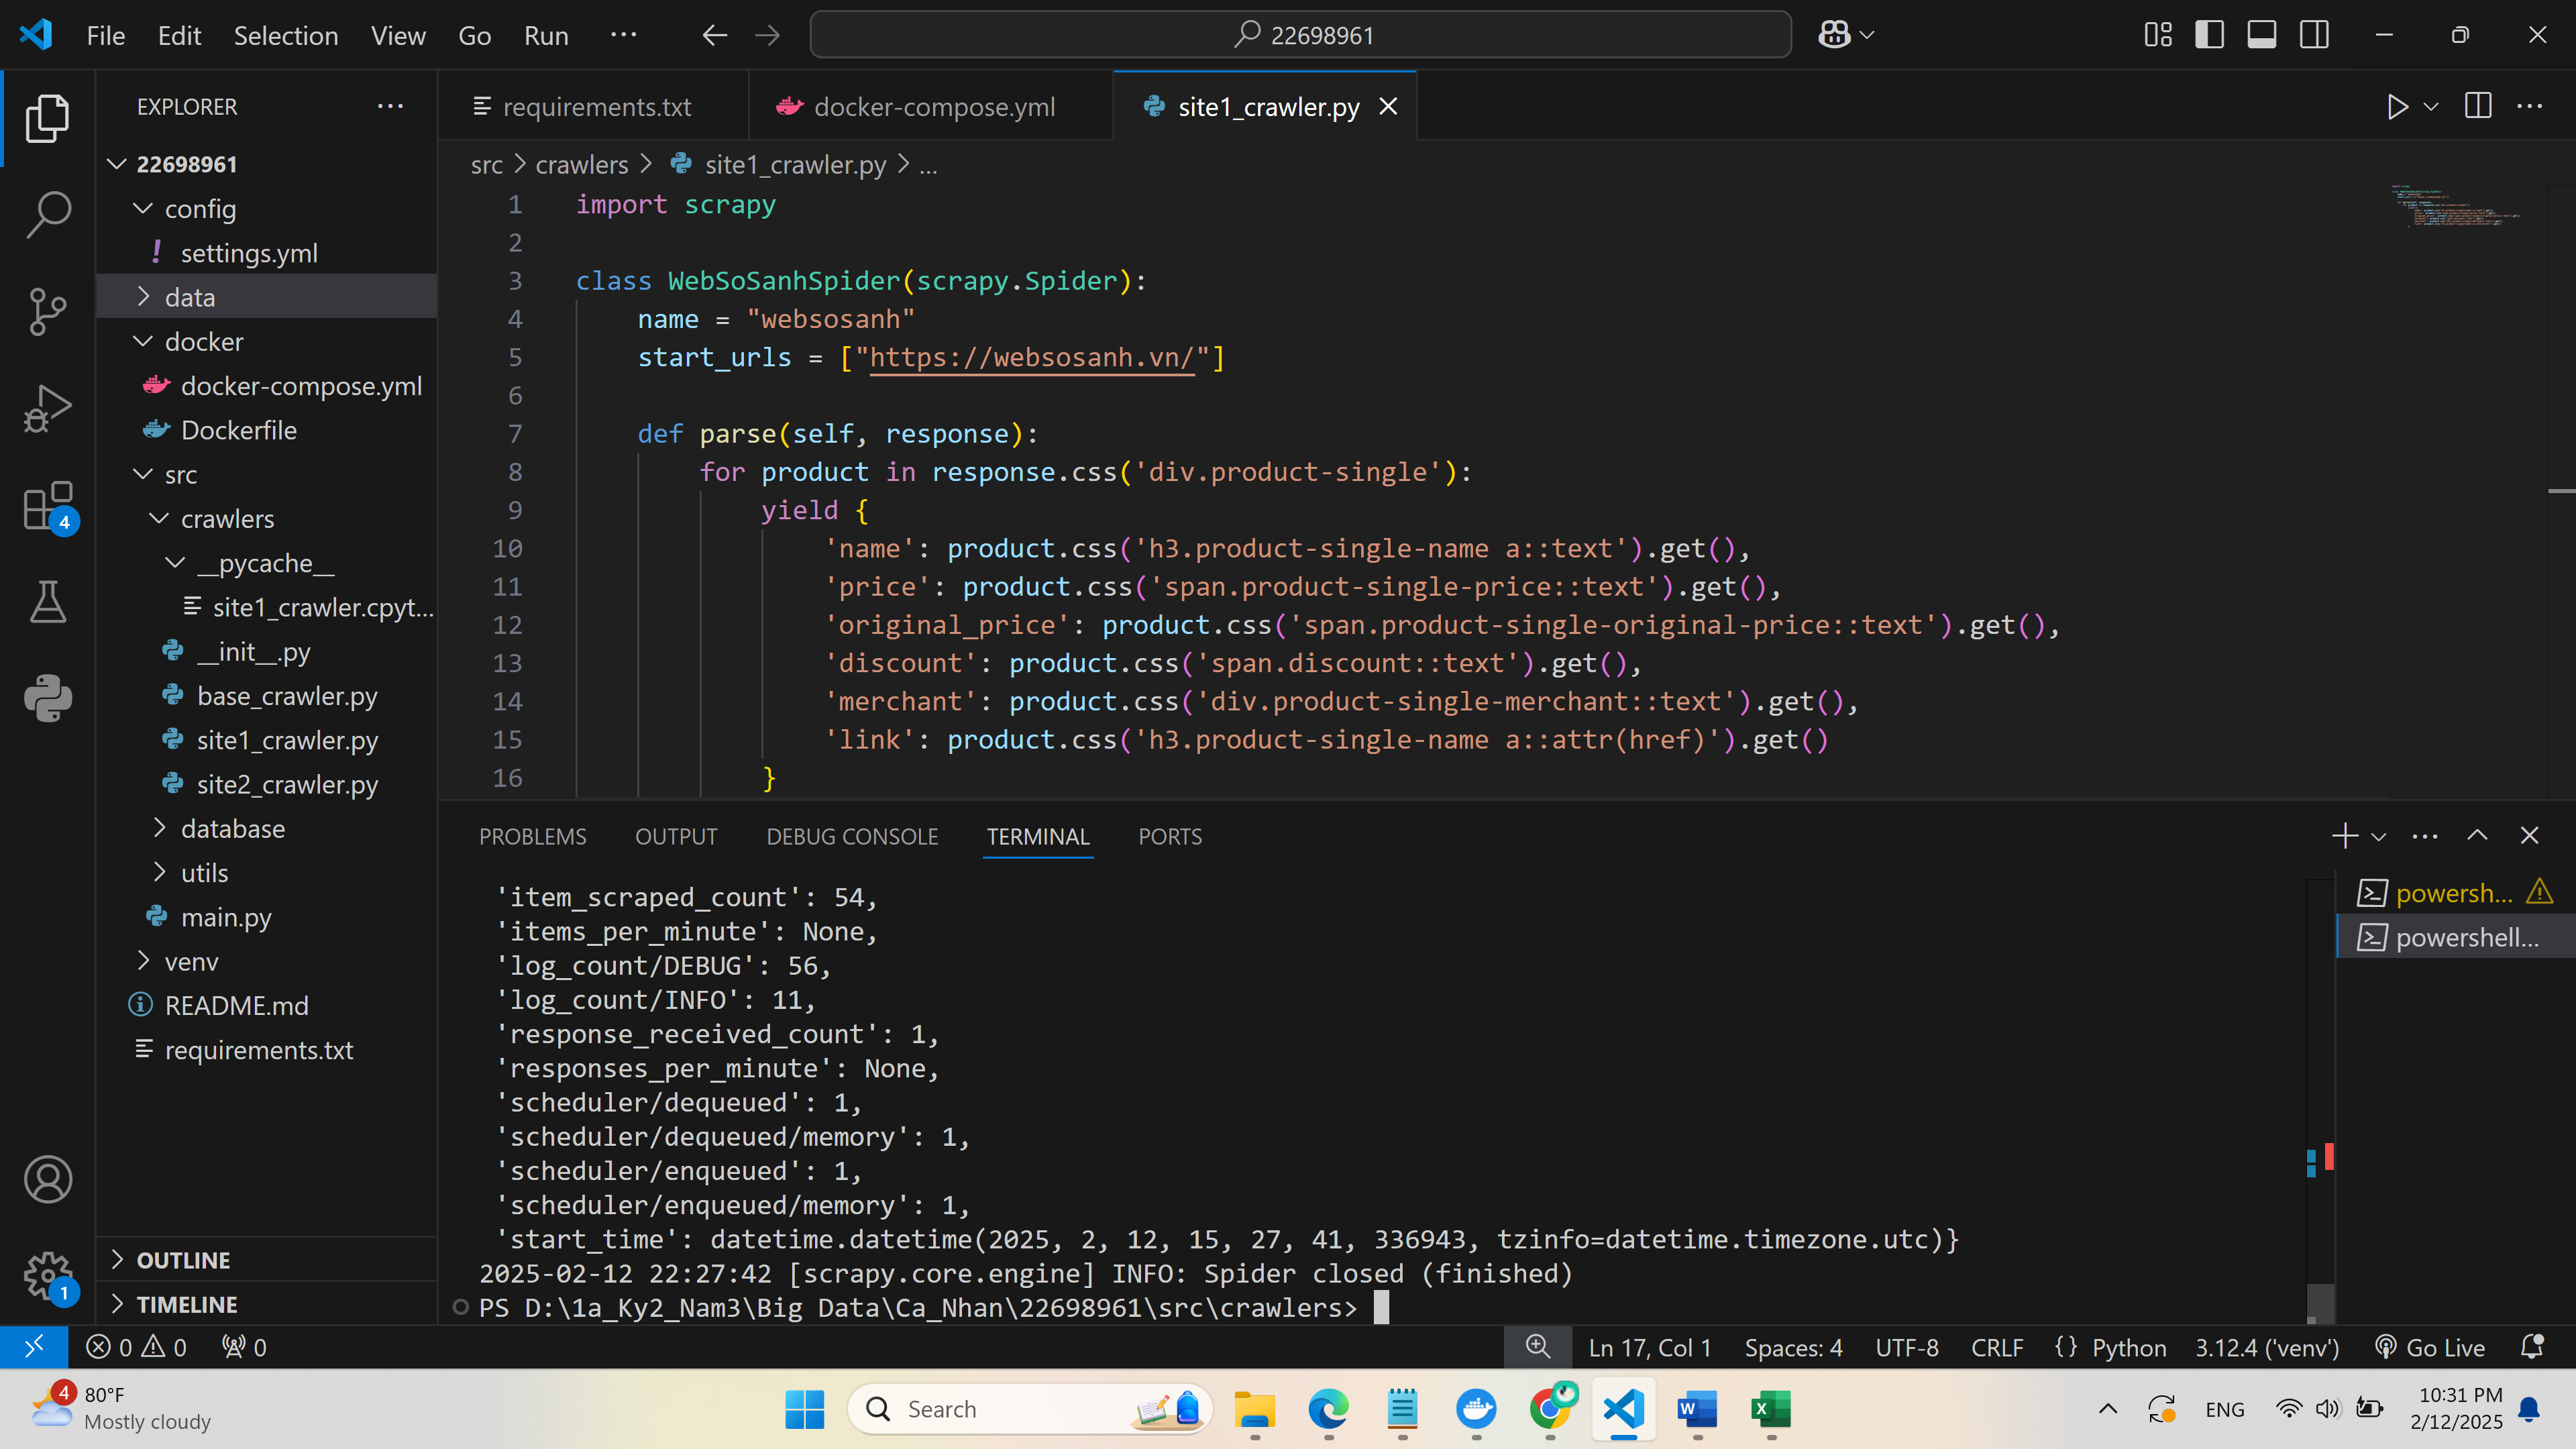 File Edit Selection View Go Run ··· 22698961
EXPLORER
22698961
config
! settings.yml
data
docker
docker-compose.yml
Dockerfile
src
crawlers
__pycache__
site1_crawler.cpyt...
__init__.py
base_crawler.py
site1_crawler.py
site2_crawler.py
database
utils
main.py
venv
README.md
requirements.txt
OUTLINE
TIMELINE
4
1
requirements.txt docker-compose.yml site1_crawler.py
src > crawlers > site1_crawler.py > ...
1 import scrapy
2
3 class WebSoSanhSpider(scrapy.Spider):
4 name = "websosanh"
5 start_urls = ["https://websosanh.vn/"]
6
7 def parse(self, response):
8 for product in response.css('div.product-single'):
9 yield {
10 'name': product.css('h3.product-single-name a::text').get(),
11 'price': product.css('span.product-single-price::text').get(),
12 'original_price': product.css('span.product-single-original-price::text').get(),
13 'discount': product.css('span.discount::text').get(),
14 'merchant': product.css('div.product-single-merchant::text').get(),
15 'link': product.css('h3.product-single-name a::attr(href)').get()
16 }
PROBLEMS OUTPUT DEBUG CONSOLE TERMINAL PORTS
powersh...
powershell...
'item_scraped_count': 54,
'items_per_minute': None,
'log_count/DEBUG': 56,
'log_count/INFO': 11,
'response_received_count': 1,
'responses_per_minute': None,
'scheduler/dequeued': 1,
'scheduler/dequeued/memory': 1,
'scheduler/enqueued': 1,
'scheduler/enqueued/memory': 1,
'start_time': datetime.datetime(2025, 2, 12, 15, 27, 41, 336943, tzinfo=datetime.timezone.utc)}
2025-02-12 22:27:42 [scrapy.core.engine] INFO: Spider closed (finished)
PS D:\1a_Ky2_Nam3\Big Data\Ca_Nhan\22698961\src\crawlers>
0 0 0 Ln 17, Col 1 Spaces: 4 UTF-8 CRLF {} Python 3.12.4 ('venv') Go Live
4 80°F
Mostly cloudy
Search
ENG
10:31 PM
2/12/2025